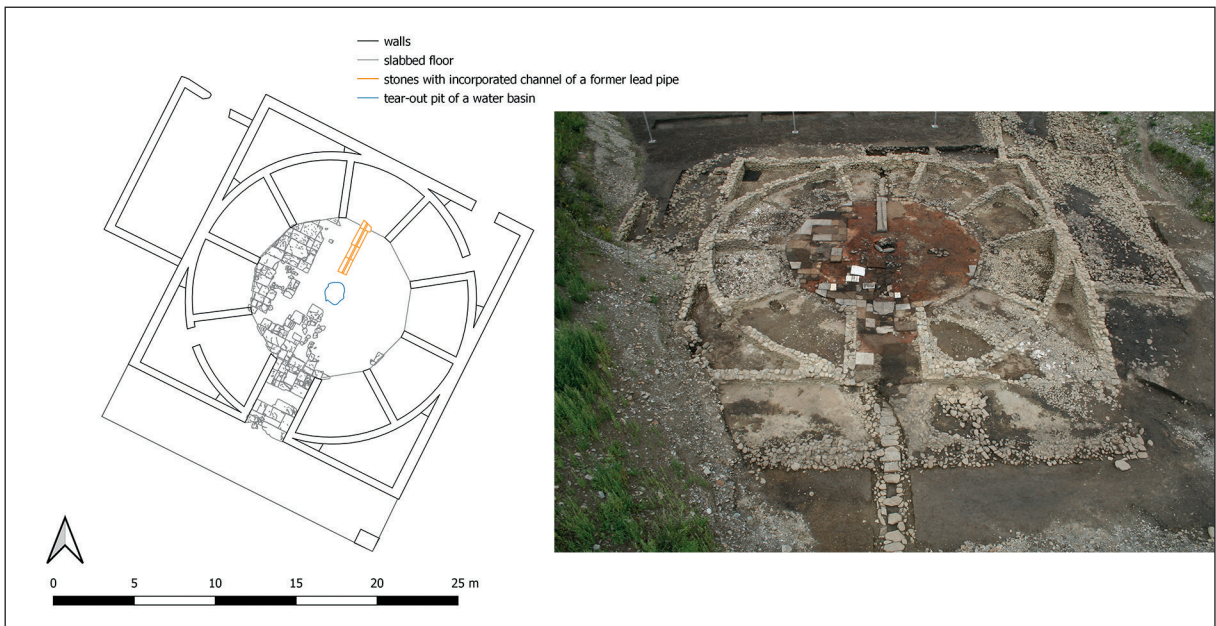 walls
slabbed floor
stones with incorporated channel of a former lead pipe
tear-out pit of a water basin
0 5 10 15 20 25 m